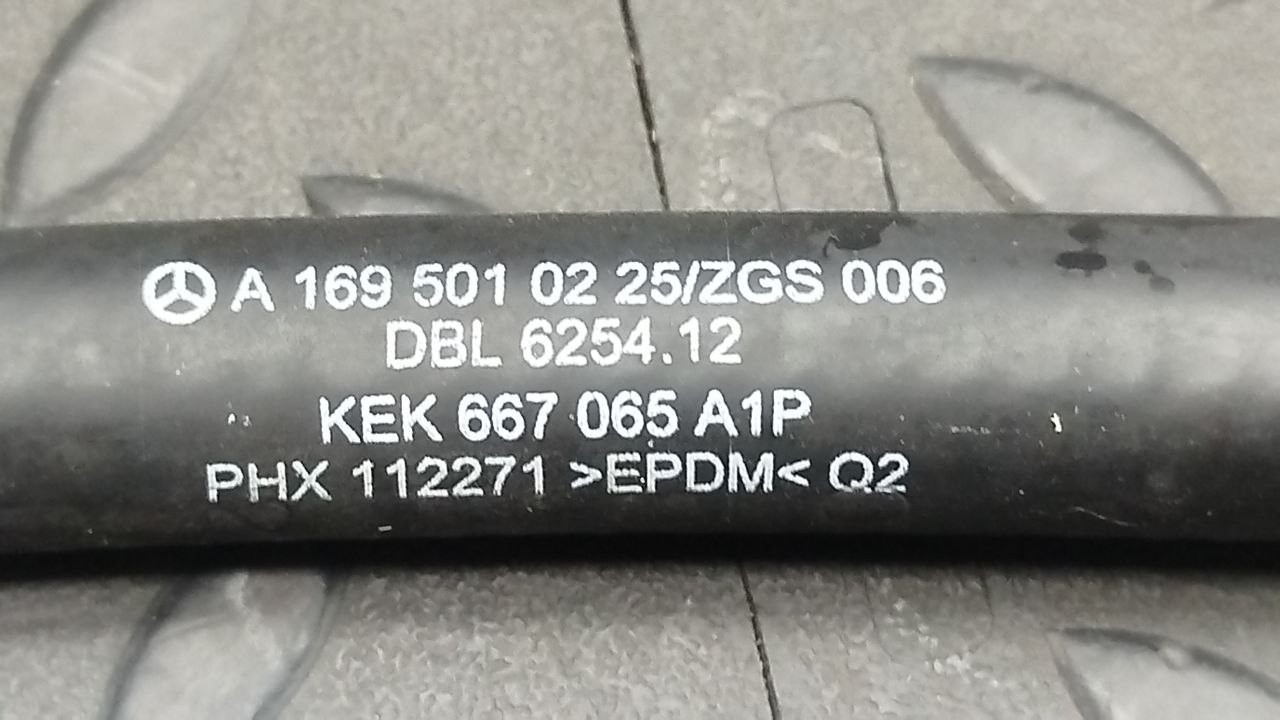 A 169 501 02 25/ZGS 006
DBL 6254.12
KEK 667 065 A1P
PHX 112271 >EPDM< Q2